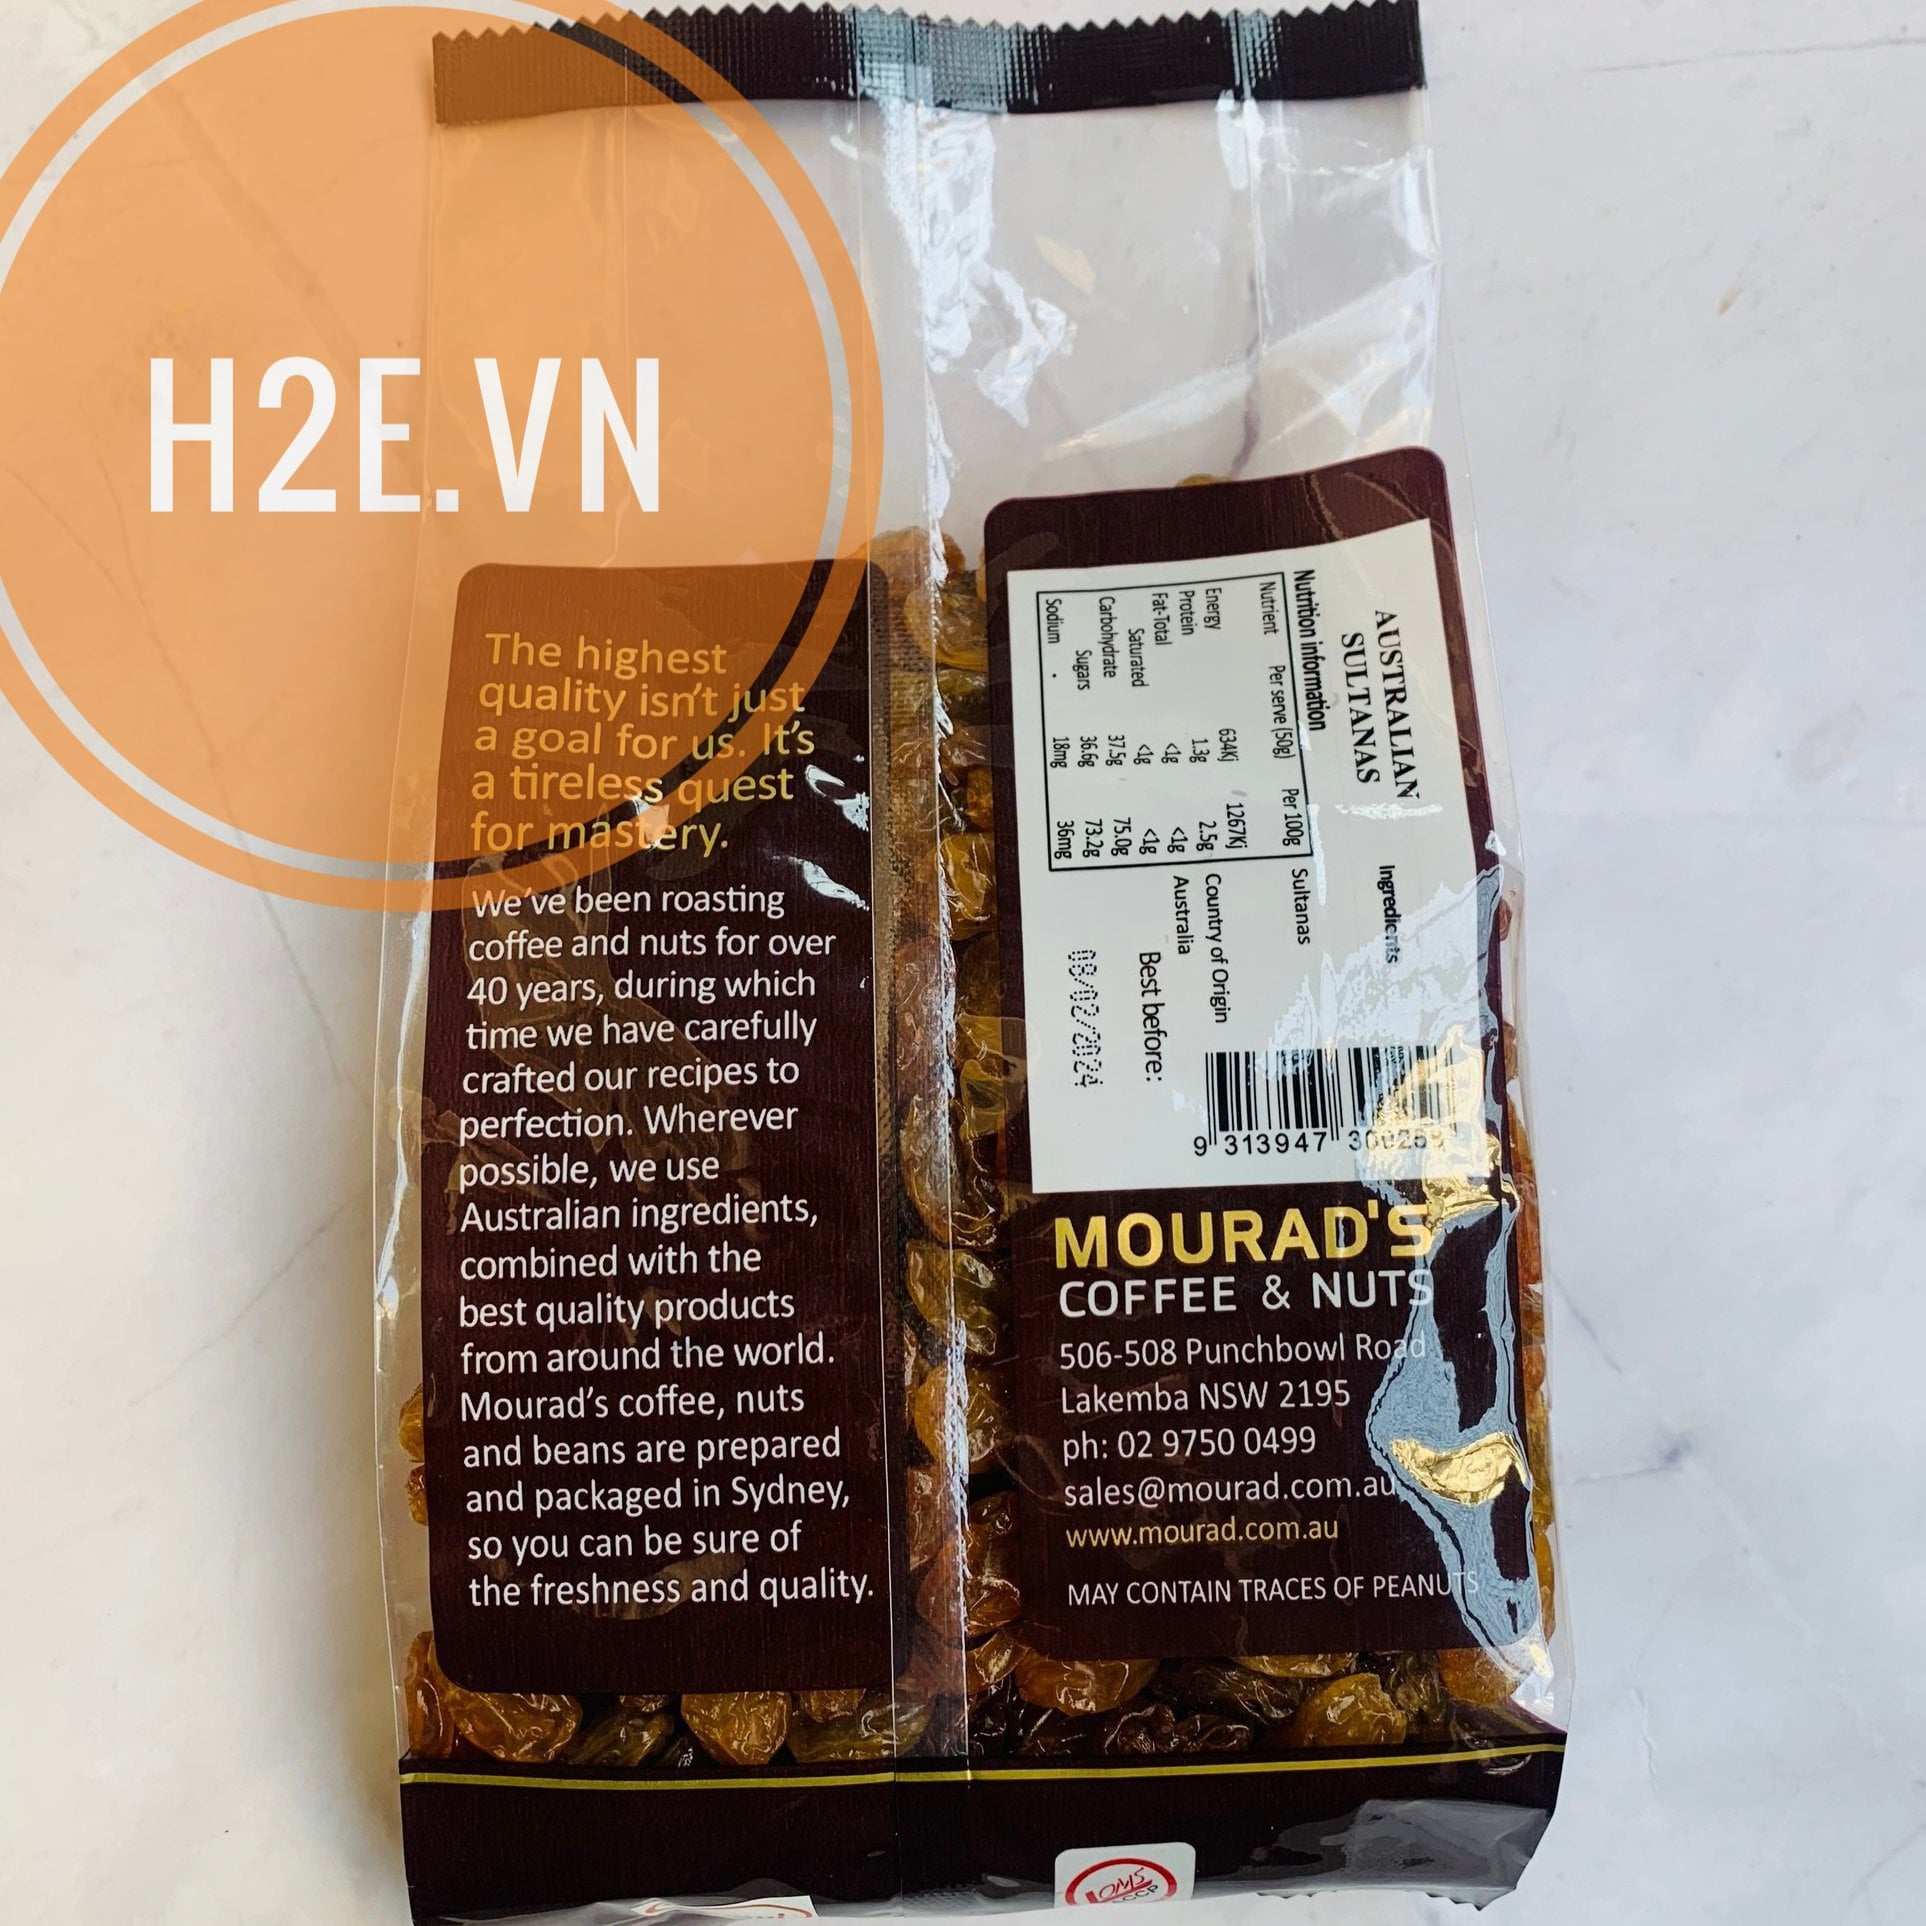 H2E.VN
The highest
quality isn't just
a goal for us. It's
a tireless quest
for mastery.
We've been roasting
coffee and nuts for over
40 years, during which
time we have carefully
crafted our recipes to
perfection. Wherever
possible, we use
Australian ingredients,
combined with the
best quality products
from around the world.
Mourad's coffee, nuts
and beans are prepared
and packaged in Sydney,
so you can be sure of
the freshness and quality.
AUSTRALIAN
SULTANAS
Nutrition information
Nutrient Per serve (50g) Per 100g
Energy 634Kj 1267Kj
Protein 1.3g 2.5g
Fat-Total <1g <1g
Saturated <1g <1g
Carbohydrate 37.5g 75.0g
Sugars 36.6g 73.2g
Sodium 18mg 36mg
Ingredients
Sultanas
Country of Origin
Australia
Best before:
08/02/2024
9 313947
MOURAD'S
COFFEE & NUTS
506-508 Punchbowl Road
Lakemba NSW 2195
ph: 02 9750 0499
sales@mourad.com.au
www.mourad.com.au
MAY CONTAIN TRACES OF PEANUTS